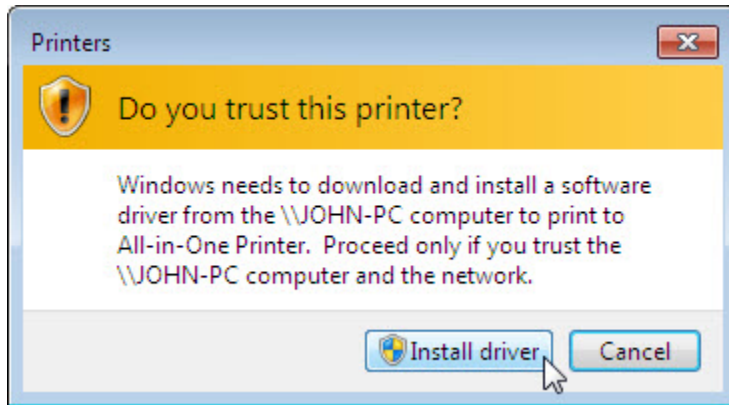 Printers
Do you trust this printer?
Windows needs to download and install a software
driver from the \\JOHN-PC computer to print to
All-in-One Printer.  Proceed only if you trust the
\\JOHN-PC computer and the network.
Install driver
Cancel